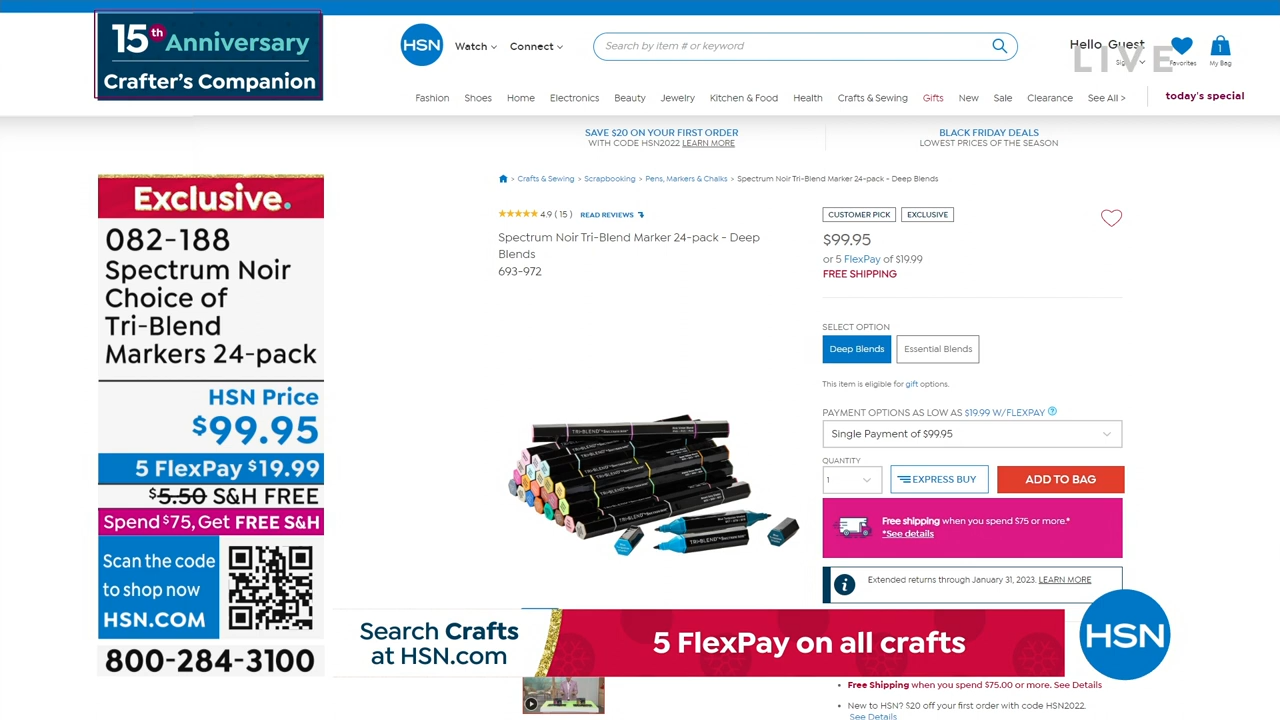 15th Anniversary
Crafter's Companion
HSN
Watch
Connect
Search by item # or keyword
Hello, Guest
LIVE
Favorites
1
My Bag
Fashion
Shoes
Home
Electronics
Beauty
Jewelry
Kitchen & Food
Health
Crafts & Sewing
Gifts
New
Sale
Clearance
See All >
today's special
SAVE $20 ON YOUR FIRST ORDER
WITH CODE HSN2022 LEARN MORE
BLACK FRIDAY DEALS
LOWEST PRICES OF THE SEASON
> Crafts & Sewing > Scrapbooking > Pens, Markers & Chalks > Spectrum Noir Tri-Blend Marker 24-pack - Deep Blends
Exclusive.
082-188
Spectrum Noir
Choice of
Tri-Blend
Markers 24-pack
HSN Price
$99.95
5 FlexPay $19.99
$5.50 S&H FREE
Spend $75, Get FREE S&H
Scan the code
to shop now
HSN.COM
800-284-3100
4.9 ( 15 ) READ REVIEWS
Spectrum Noir Tri-Blend Marker 24-pack - Deep
Blends
693-972
TRI-BLEND
TRI-BLEND
CUSTOMER PICK
EXCLUSIVE
$99.95
or 5 FlexPay of $19.99
FREE SHIPPING
SELECT OPTION
Deep Blends
Essential Blends
This item is eligible for gift options.
PAYMENT OPTIONS AS LOW AS $19.99 W/FLEXPAY ?
Single Payment of $99.95
QUANTITY
1
EXPRESS BUY
ADD TO BAG
Free shipping when you spend $75 or more.*
*See details
i
Extended returns through January 31, 2023. LEARN MORE
Search Crafts
at HSN.com
5 FlexPay on all crafts
HSN
• Free Shipping when you spend $75.00 or more. See Details
• New to HSN? $20 off your first order with code HSN2022.
See Details